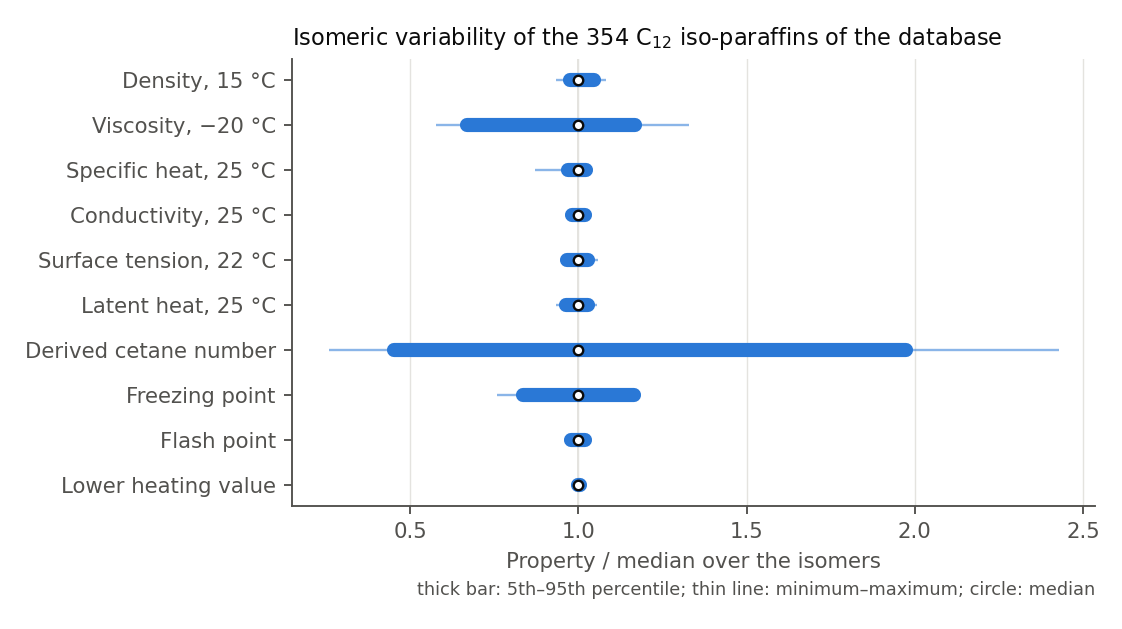 Isomeric variability of the 354 C₁₂ iso-paraffins of the database
Density, 15 °C
Viscosity, −20 °C
Specific heat, 25 °C
Conductivity, 25 °C
Surface tension, 22 °C
Latent heat, 25 °C
Derived cetane number
Freezing point
Flash point
Lower heating value
0.5 1.0 1.5 2.0 2.5
Property / median over the isomers
thick bar: 5th–95th percentile; thin line: minimum–maximum; circle: median